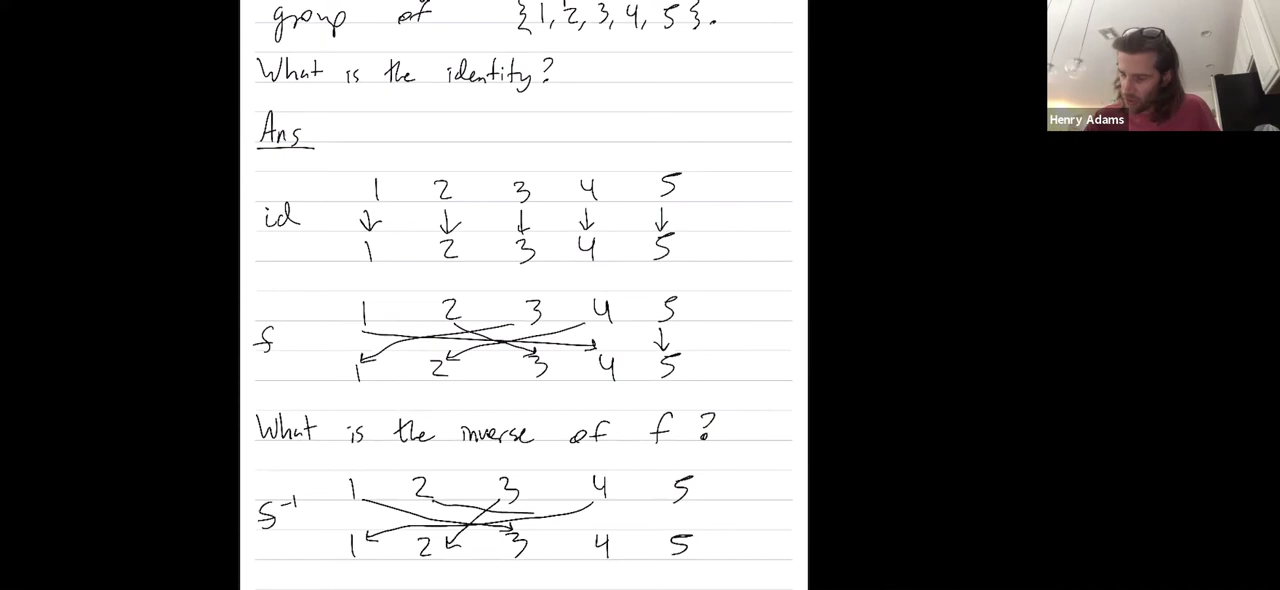 group of {1, 2, 3, 4, 5}.
Henry Adams
What is the identity?
Ans
1 2 3 4 5
id
1 2 3 4 5
1 2 3 4 5
f
1 2 3 4 5
What is the inverse of f?
1 2 3 4 5
f⁻¹
1 2 3 4 5